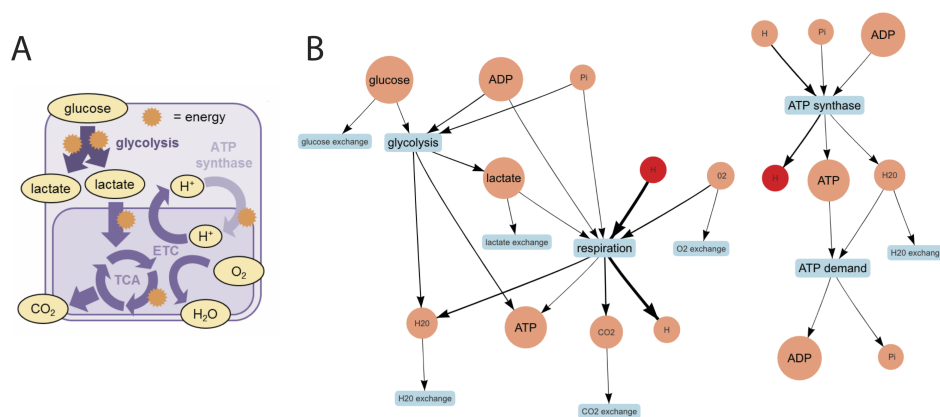 A
glucose
= energy
glycolysis
ATP
synthase
lactate
lactate
H+
H+
ETC
TCA
O2
CO2
H2O
B
glucose
ADP
Pi
glucose exchange
glycolysis
lactate
H
02
lactate exchange
respiration
O2 exchange
H20
ATP
CO2
H
H20 exchange
CO2 exchange
H
Pi
ADP
ATP synthase
H
ATP
H20
ATP demand
H20 exchang
ADP
Pi